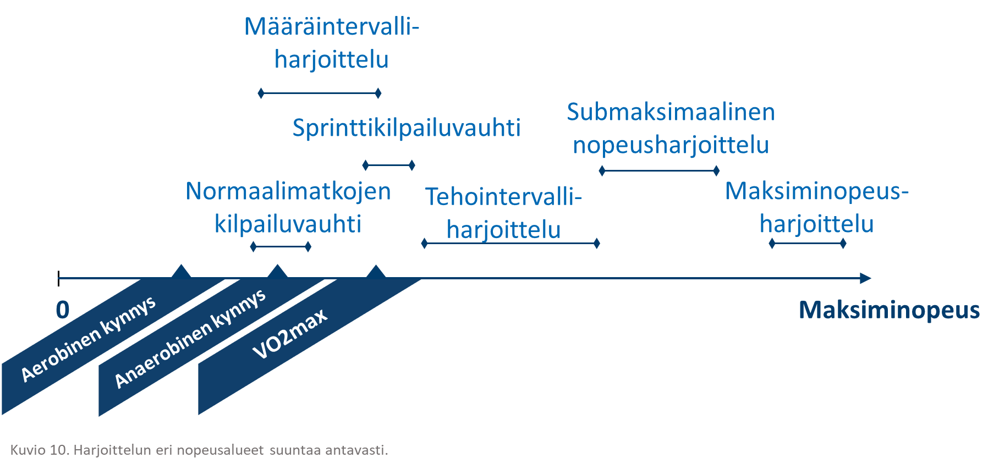 Määräintervalli-
harjoittelu
Sprinttikilpailuvauhti
Submaksimaalinen
nopeusharjoittelu
Normaalimatkojen
kilpailuvauhti
Tehointervalli-
harjoittelu
Maksiminopeus-
harjoittelu
0
Maksiminopeus
Aerobinen kynnys
Anaerobinen kynnys
VO2max
Kuvio 10. Harjoittelun eri nopeusalueet suuntaa antavasti.